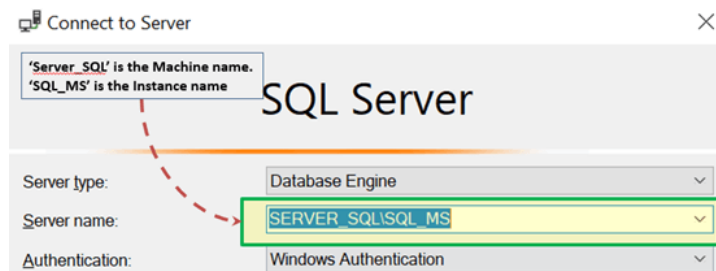 Connect to Server
‘Server_SQL’ is the Machine name.
‘SQL_MS’ is the Instance name
SQL Server
Server type:
Database Engine
Server name:
SERVER_SQL\SQL_MS
Authentication:
Windows Authentication